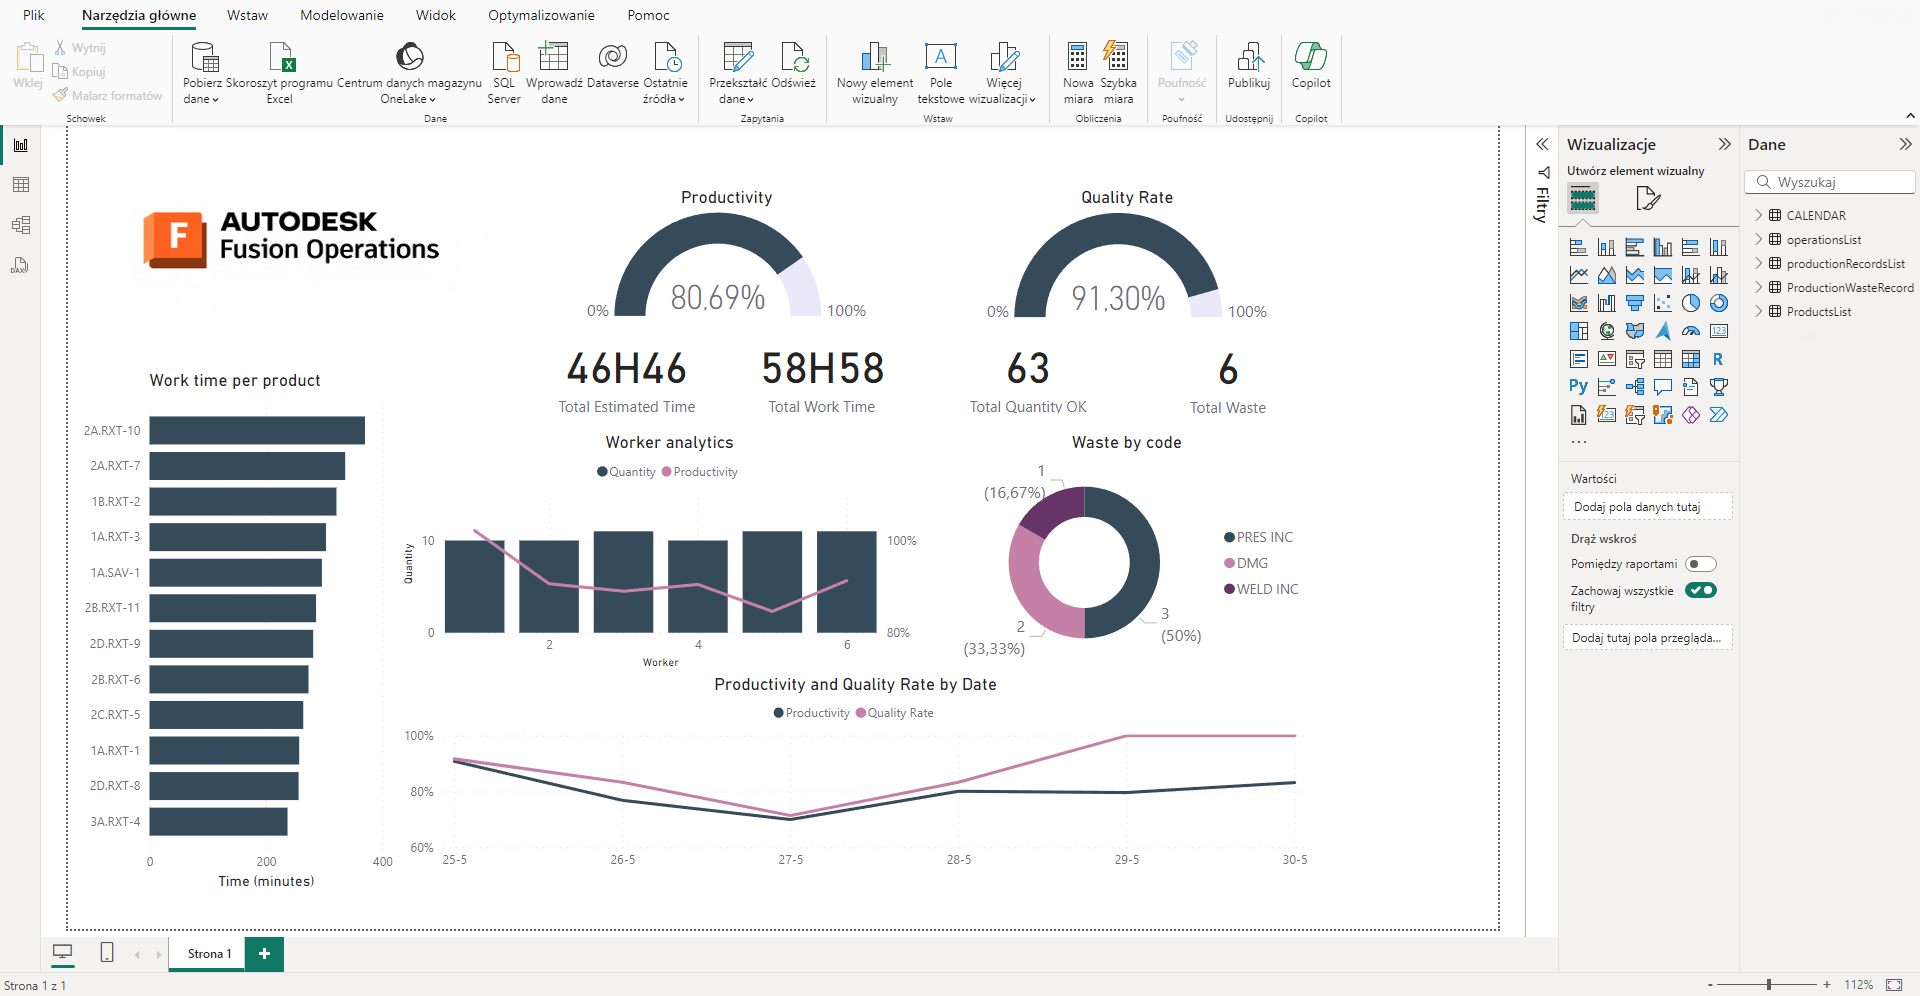 Plik Narzędzia główne Wstaw Modelowanie Widok Optymalizowanie Pomoc
Wklej
Wytnij
Kopiuj
Malarz formatów
Schowek
Pobierz dane
Skoroszyt programu Excel
Centrum danych magazynu OneLake
SQL Server
Wprowadź dane
Dataverse
Ostatnie źródła
Dane
Przekształć dane
Odśwież
Zapytania
Nowy element wizualny
Pole tekstowe
A
Więcej wizualizacji
Wstaw
Nowa miara
Szybka miara
Obliczenia
Poufność
Poufność
Publikuj
Udostępnij
Copilot
Copilot
DAX
F
AUTODESK
Fusion Operations
Productivity
80,69%
0%
100%
Quality Rate
91,30%
0%
100%
46H46
Total Estimated Time
58H58
Total Work Time
63
Total Quantity OK
6
Total Waste
Work time per product
2A.RXT-10
2A.RXT-7
1B.RXT-2
1A.RXT-3
1A.SAV-1
2B.RXT-11
2D.RXT-9
2B.RXT-6
2C.RXT-5
1A.RXT-1
2D.RXT-8
3A.RXT-4
0 200 400
Time (minutes)
Worker analytics
Quantity Productivity
Quantity
10
0
100%
80%
2 4 6
Worker
Waste by code
1
(16,67%)
2
(33,33%)
3
(50%)
PRES INC
DMG
WELD INC
Productivity and Quality Rate by Date
Productivity Quality Rate
100%
80%
60%
25-5 26-5 27-5 28-5 29-5 30-5
Filtry
Wizualizacje
Utwórz element wizualny
123
R
Py
123
...
Wartości
Dodaj pola danych tutaj
Drąż wskroś
Pomiędzy raportami
Zachowaj wszystkie
filtry
Dodaj tutaj pola przegląda...
Dane
Wyszukaj
CALENDAR
operationsList
productionRecordsList
ProductionWasteRecord
ProductsList
Strona 1
+
Strona 1 z 1
- + 112%